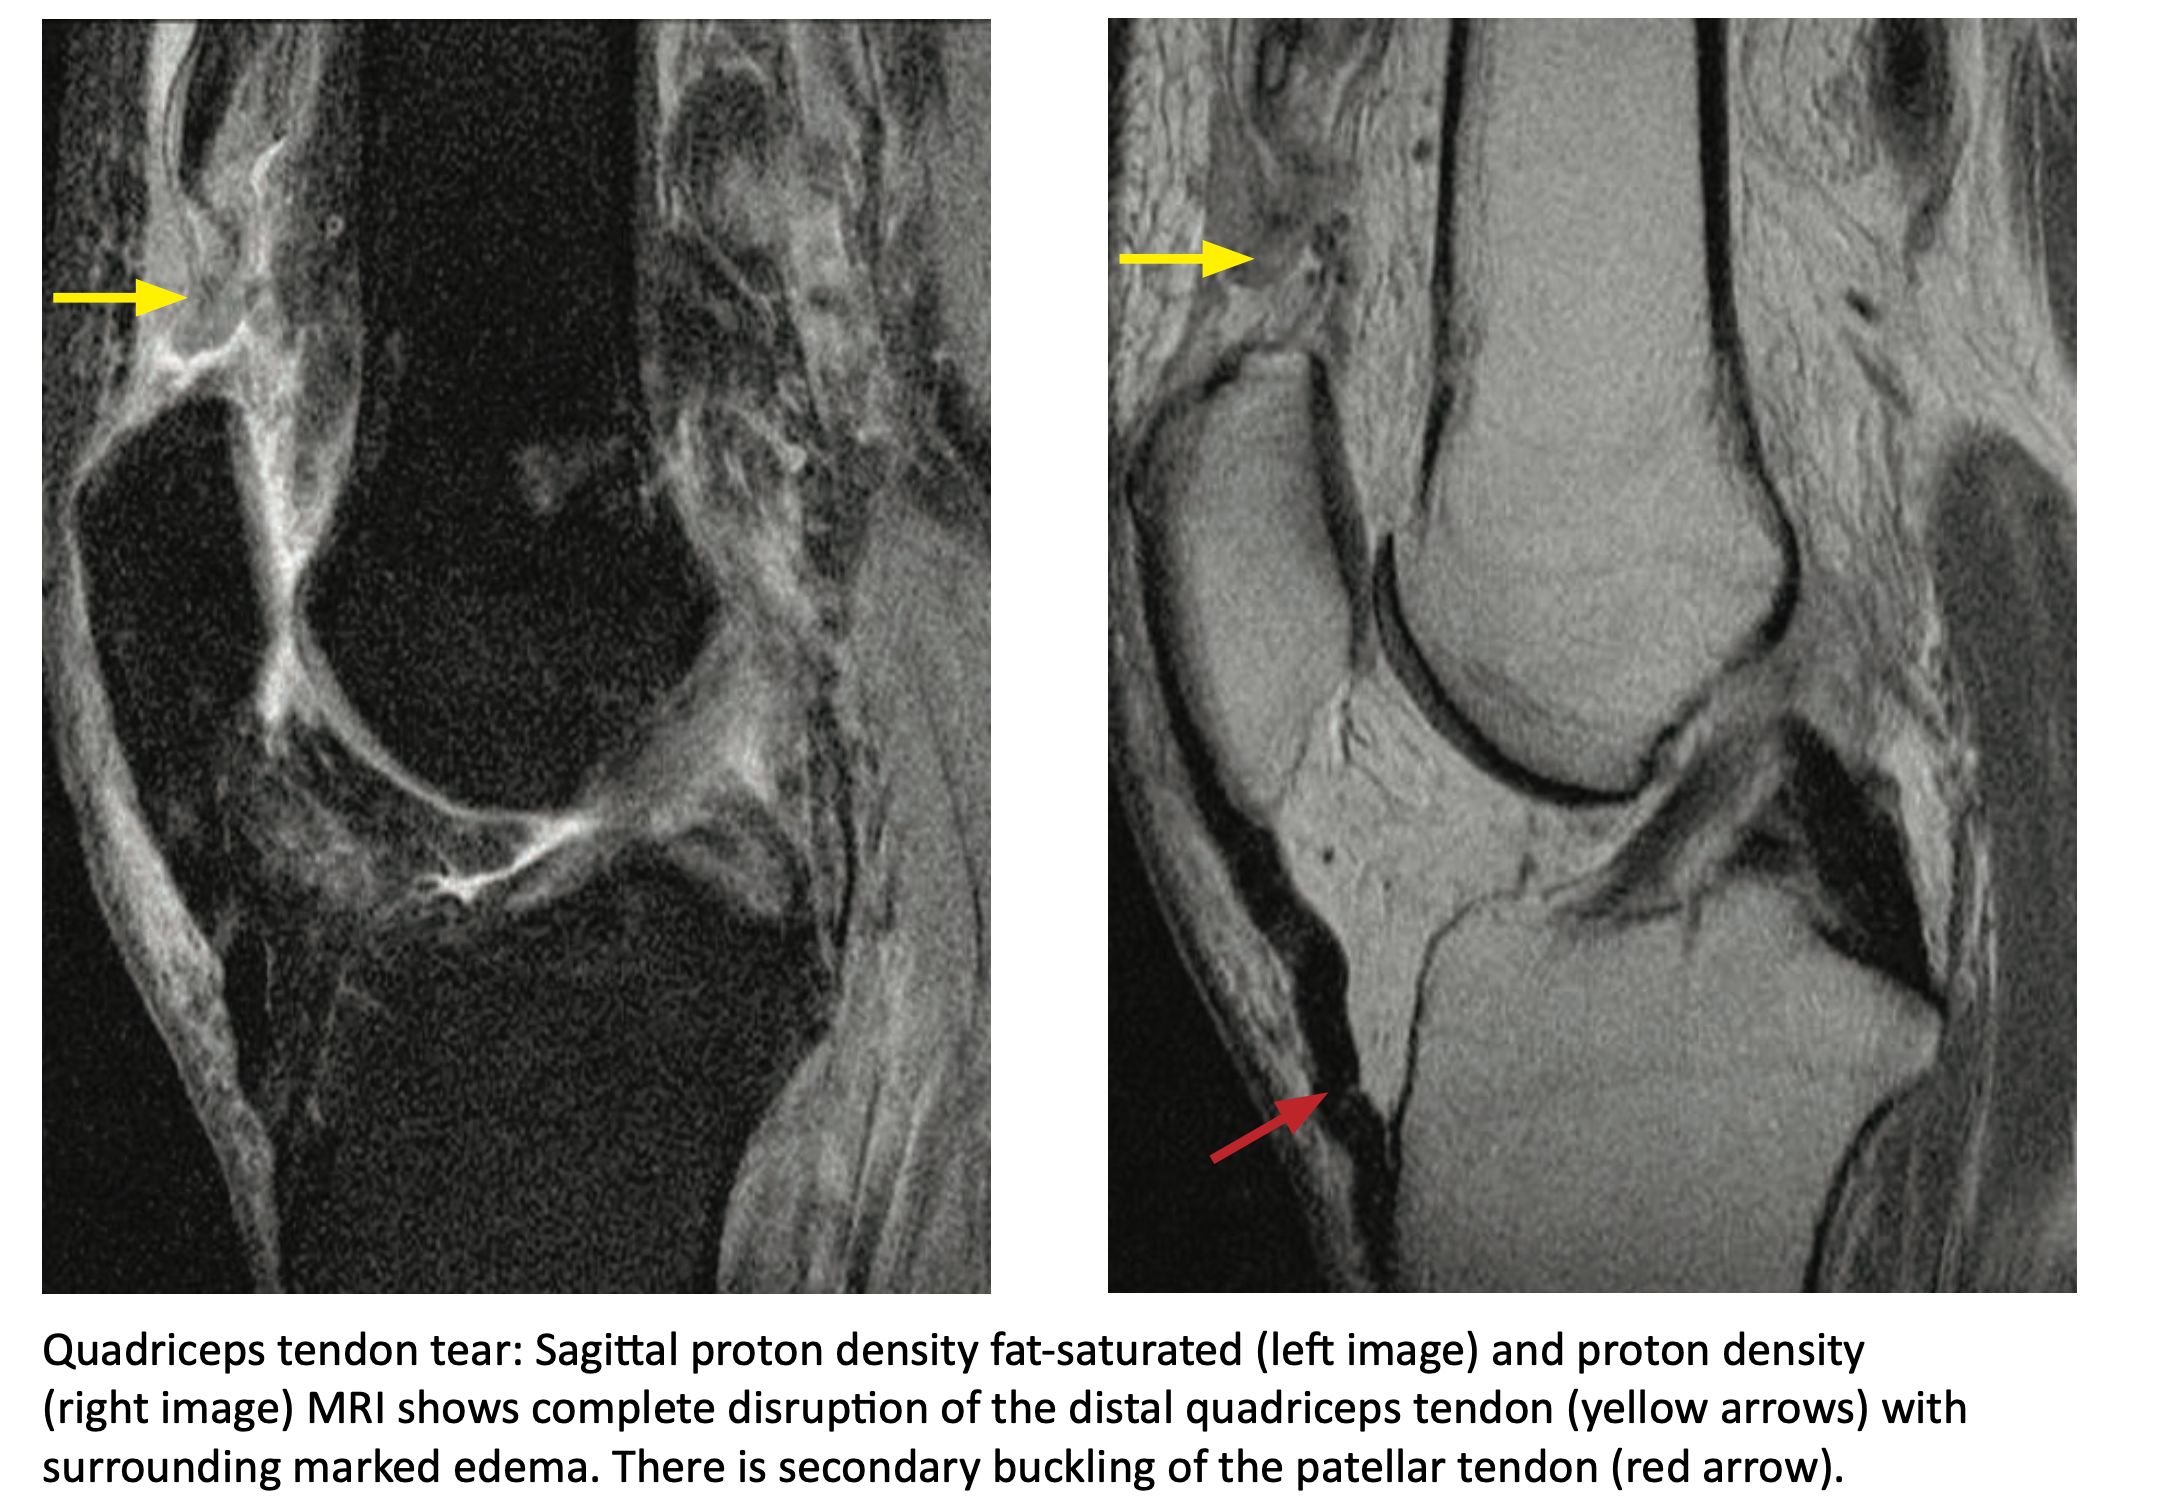 Quadriceps tendon tear: Sagittal proton density fat-saturated (left image) and proton density
(right image) MRI shows complete disruption of the distal quadriceps tendon (yellow arrows) with
surrounding marked edema. There is secondary buckling of the patellar tendon (red arrow).